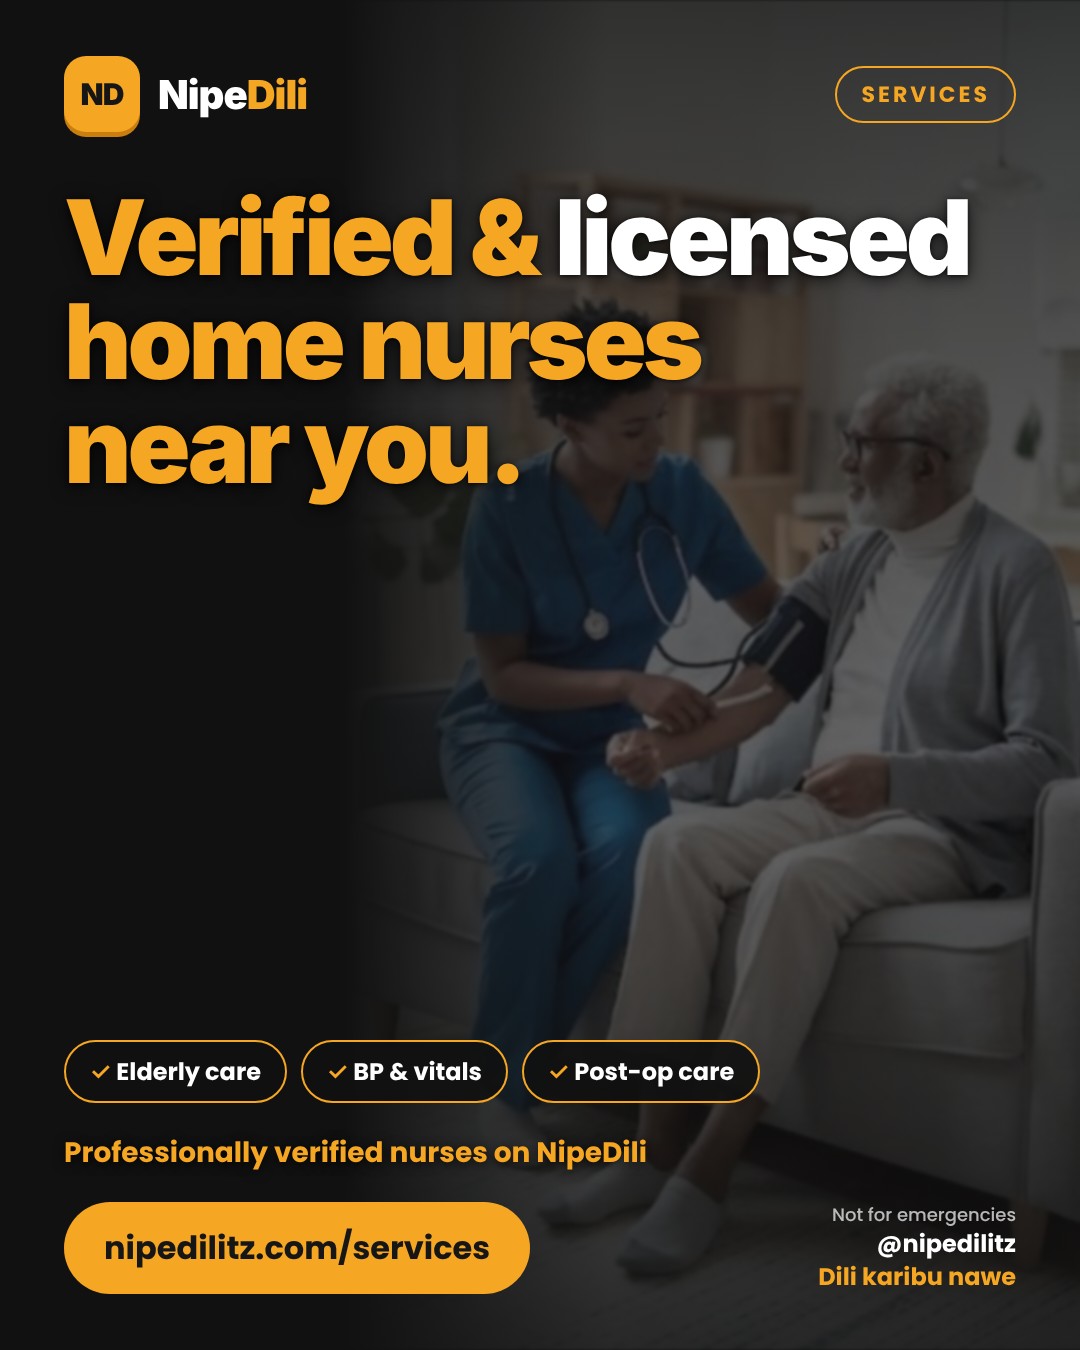 ND
NipeDili
SERVICES
Verified & licensed
home nurses
near you.
✓ Elderly care
✓ BP & vitals
✓ Post-op care
Professionally verified nurses on NipeDili
nipedilitz.com/services
Not for emergencies
@nipedilitz
Dili karibu nawe